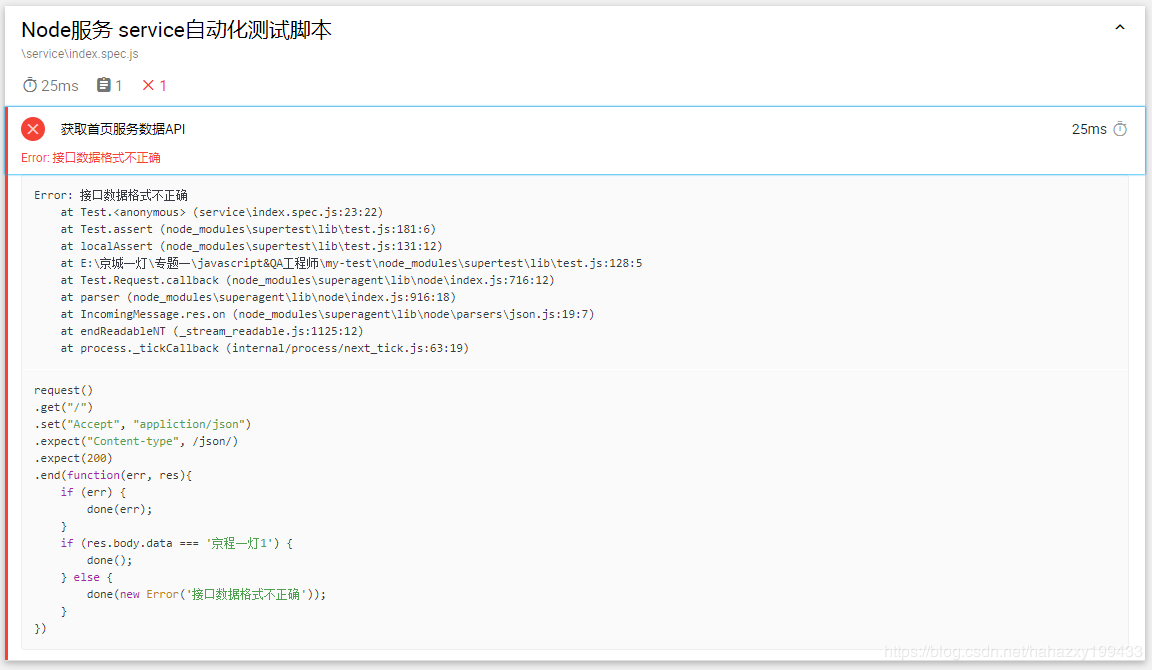 Node服务 service自动化测试脚本
\service\index.spec.js
25ms 1 1
获取首页服务数据API 25ms
Error: 接口数据格式不正确
Error: 接口数据格式不正确
at Test.<anonymous> (service\index.spec.js:23:22)
at Test.assert (node_modules\supertest\lib\test.js:181:6)
at localAssert (node_modules\supertest\lib\test.js:131:12)
at E:\京城一灯\专题一\javascript&QA工程师\my-test\node_modules\supertest\lib\test.js:128:5
at Test.Request.callback (node_modules\superagent\lib\node\index.js:716:12)
at parser (node_modules\superagent\lib\node\index.js:916:18)
at IncomingMessage.res.on (node_modules\superagent\lib\node\parsers\json.js:19:7)
at endReadableNT (_stream_readable.js:1125:12)
at process._tickCallback (internal/process/next_tick.js:63:19)
request()
.get("/")
.set("Accept", "appliction/json")
.expect("Content-type", /json/)
.expect(200)
.end(function(err, res){
if (err) {
done(err);
}
if (res.body.data === '京程一灯1') {
done();
} else {
done(new Error('接口数据格式不正确'));
}
})
https://blog.csdn.net/hahazxy199433